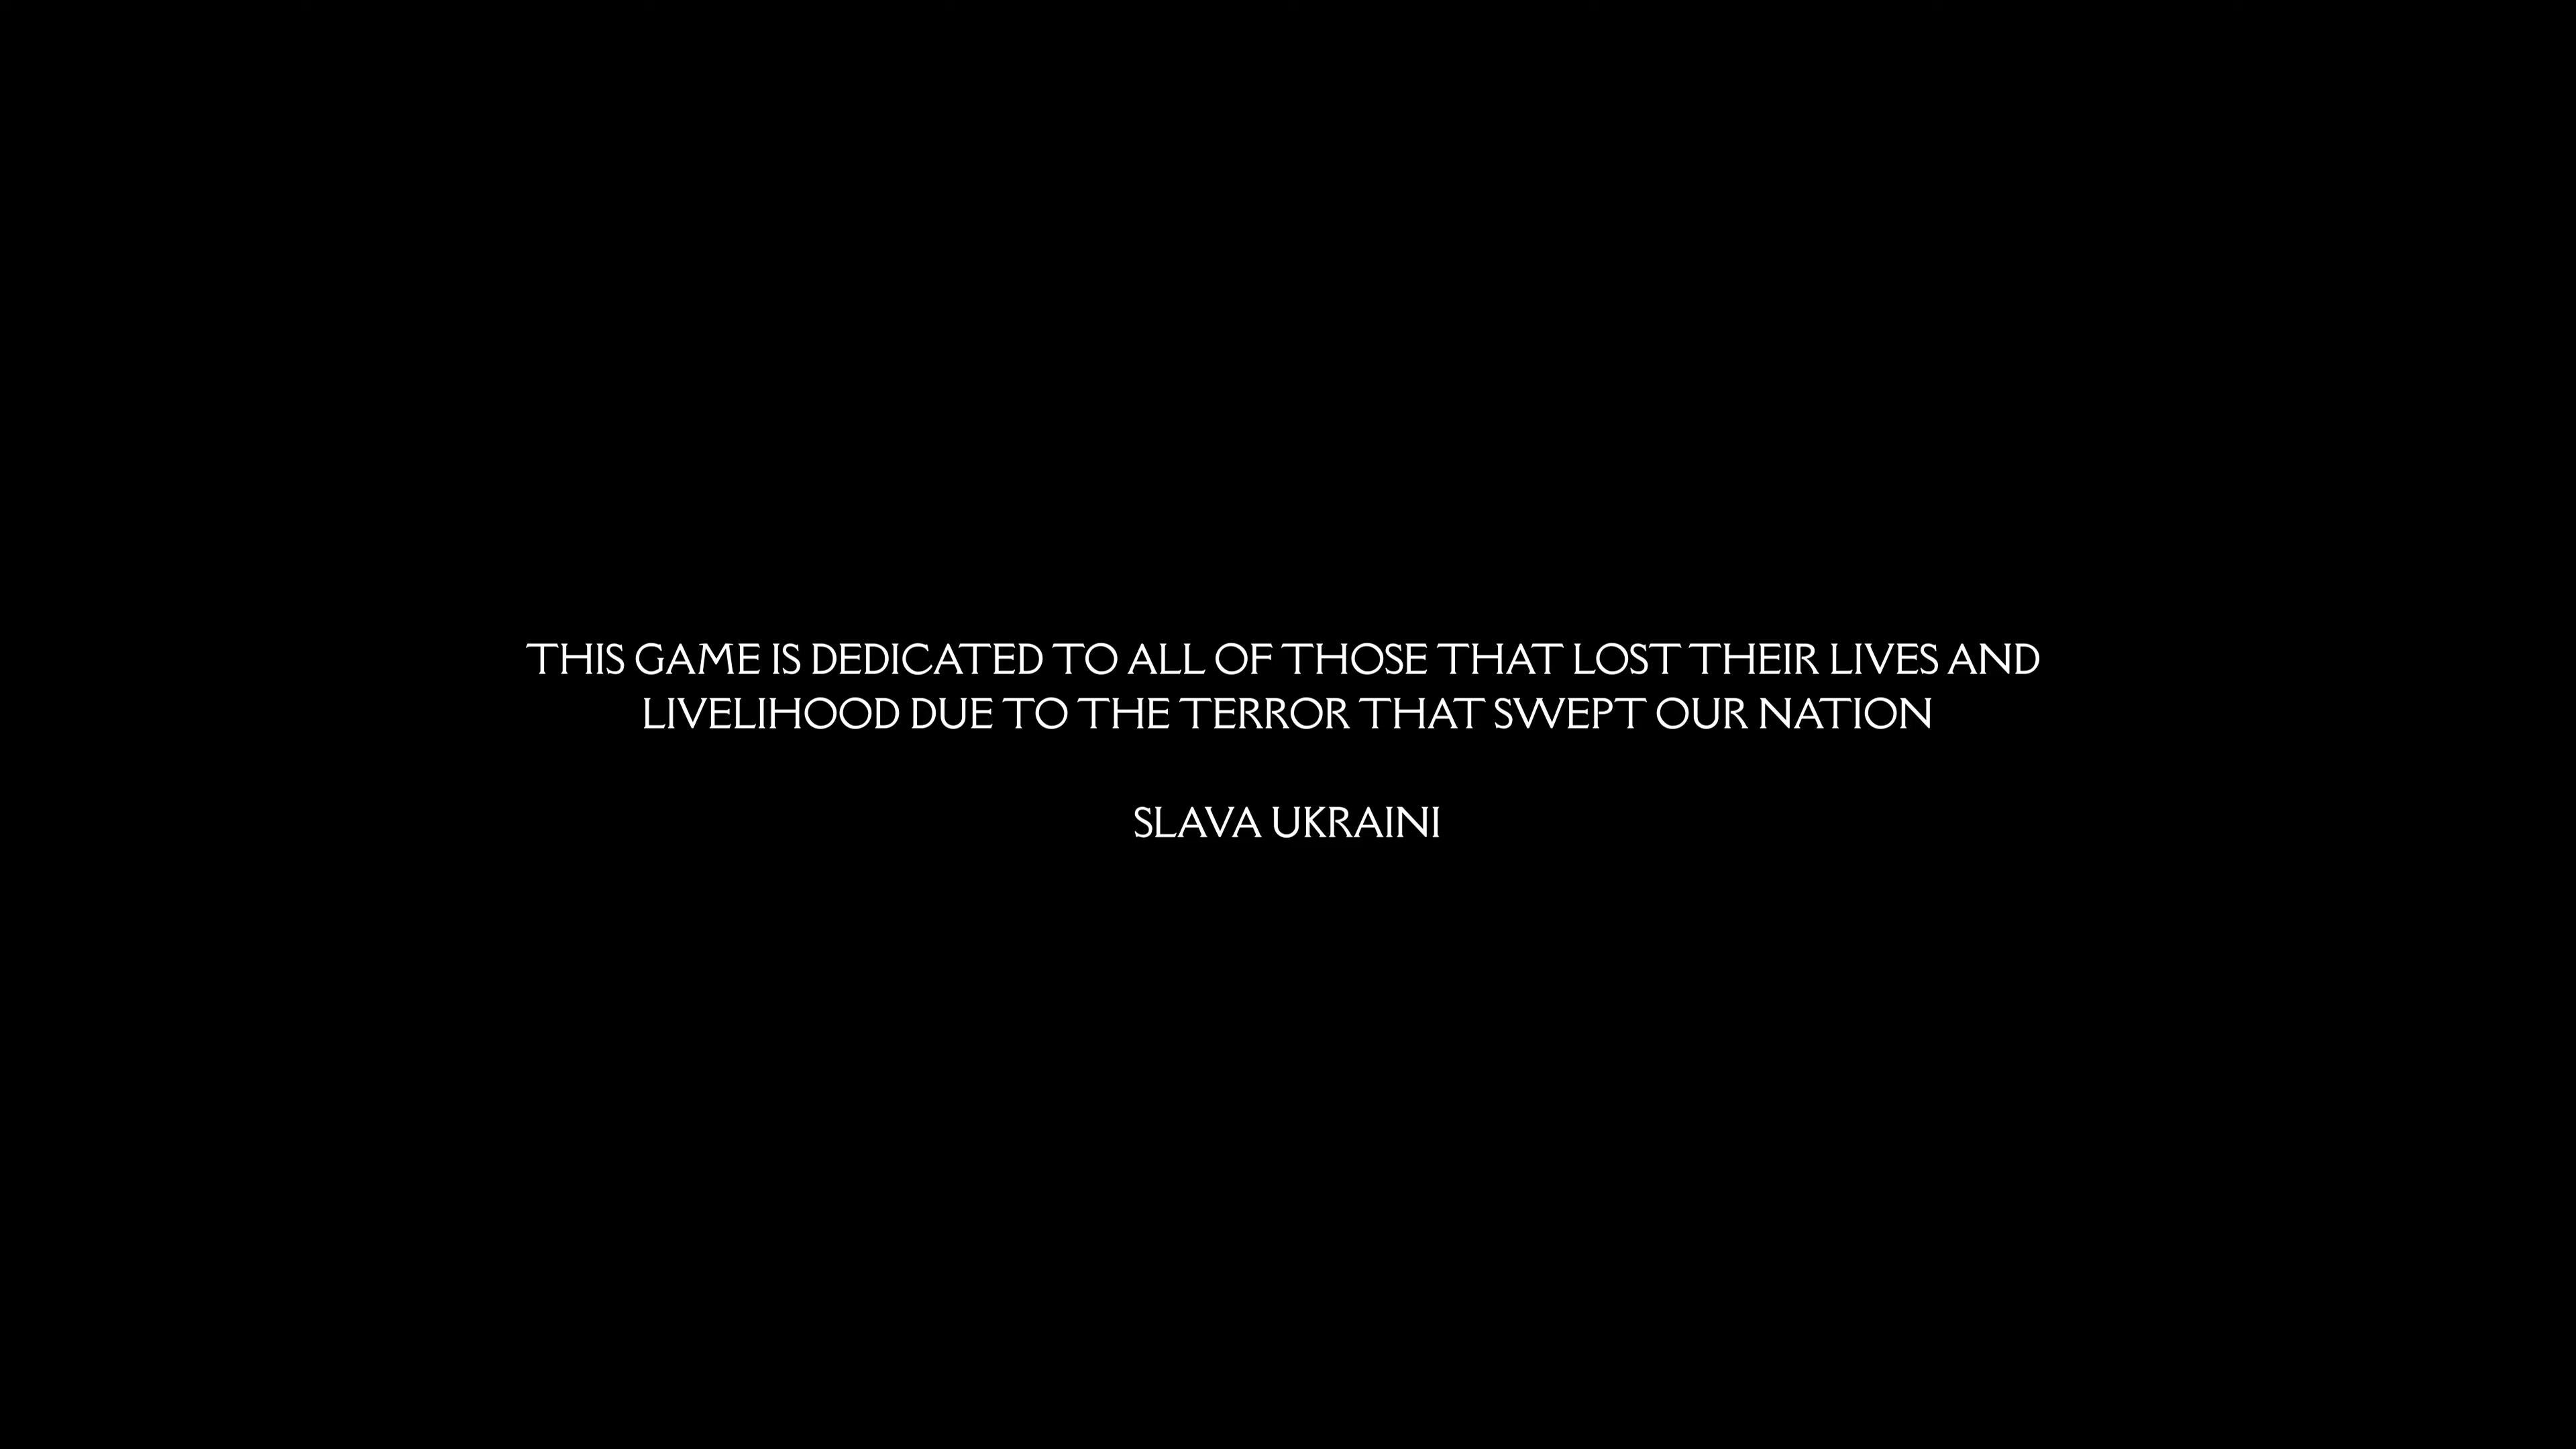 THIS GAME IS DEDICATED TO ALL OF THOSE THAT LOST THEIR LIVES AND
LIVELIHOOD DUE TO THE TERROR THAT SWEPT OUR NATION
SLAVA UKRAINI